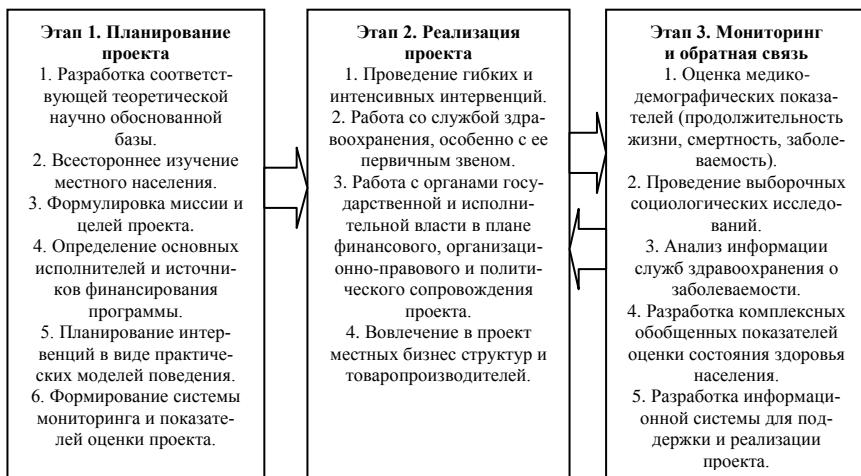 Этап 1. Планирование
проекта
1. Разработка соответст-
вующей теоретической
научно обоснованной
базы.
2. Всестороннее изучение
местного населения.
3. Формулировка миссии и
целей проекта.
4. Определение основных
исполнителей и источни-
ков финансирования
программы.
5. Планирование интер-
венций в виде практиче-
ских моделей поведения.
6. Формирование системы
мониторинга и показате-
лей оценки проекта.
Этап 2. Реализация
проекта
1. Проведение гибких и
интенсивных интервенций.
2. Работа со службой здра-
воохранения, особенно с ее
первичным звеном.
3. Работа с органами госу-
дарственной и исполни-
тельной власти в плане
финансового, организаци-
онно-правового и полити-
ческого сопровождения
проекта.
4. Вовлечение в проект
местных бизнес структур и
товаропроизводителей.
Этап 3. Мониторинг
и обратная связь
1. Оценка медико-
демографических показа-
телей (продолжительность
жизни, смертность, заболе-
ваемость).
2. Проведение выборочных
социологических исследо-
ваний.
3. Анализ информации
служб здравоохранения о
заболеваемости.
4. Разработка комплексных
обобщенных показателей
оценки состояния здоровья
населения.
5. Разработка информаци-
онной системы для под-
держки и реализации
проекта.